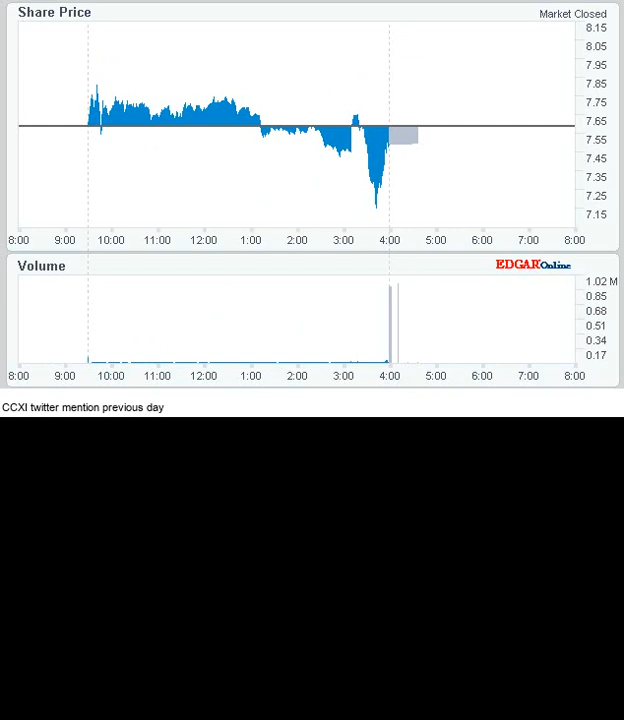 Share Price
Market Closed
8.15
8.05
7.95
7.85
7.75
7.65
7.55
7.45
7.35
7.25
7.15
8:00 9:00 10:00 11:00 12:00 1:00 2:00 3:00 4:00 5:00 6:00 7:00 8:00
Volume
EDGAROnline
1.02 M
0.85
0.68
0.51
0.34
0.17
8:00 9:00 10:00 11:00 12:00 1:00 2:00 3:00 4:00 5:00 6:00 7:00 8:00
CCXI twitter mention previous day